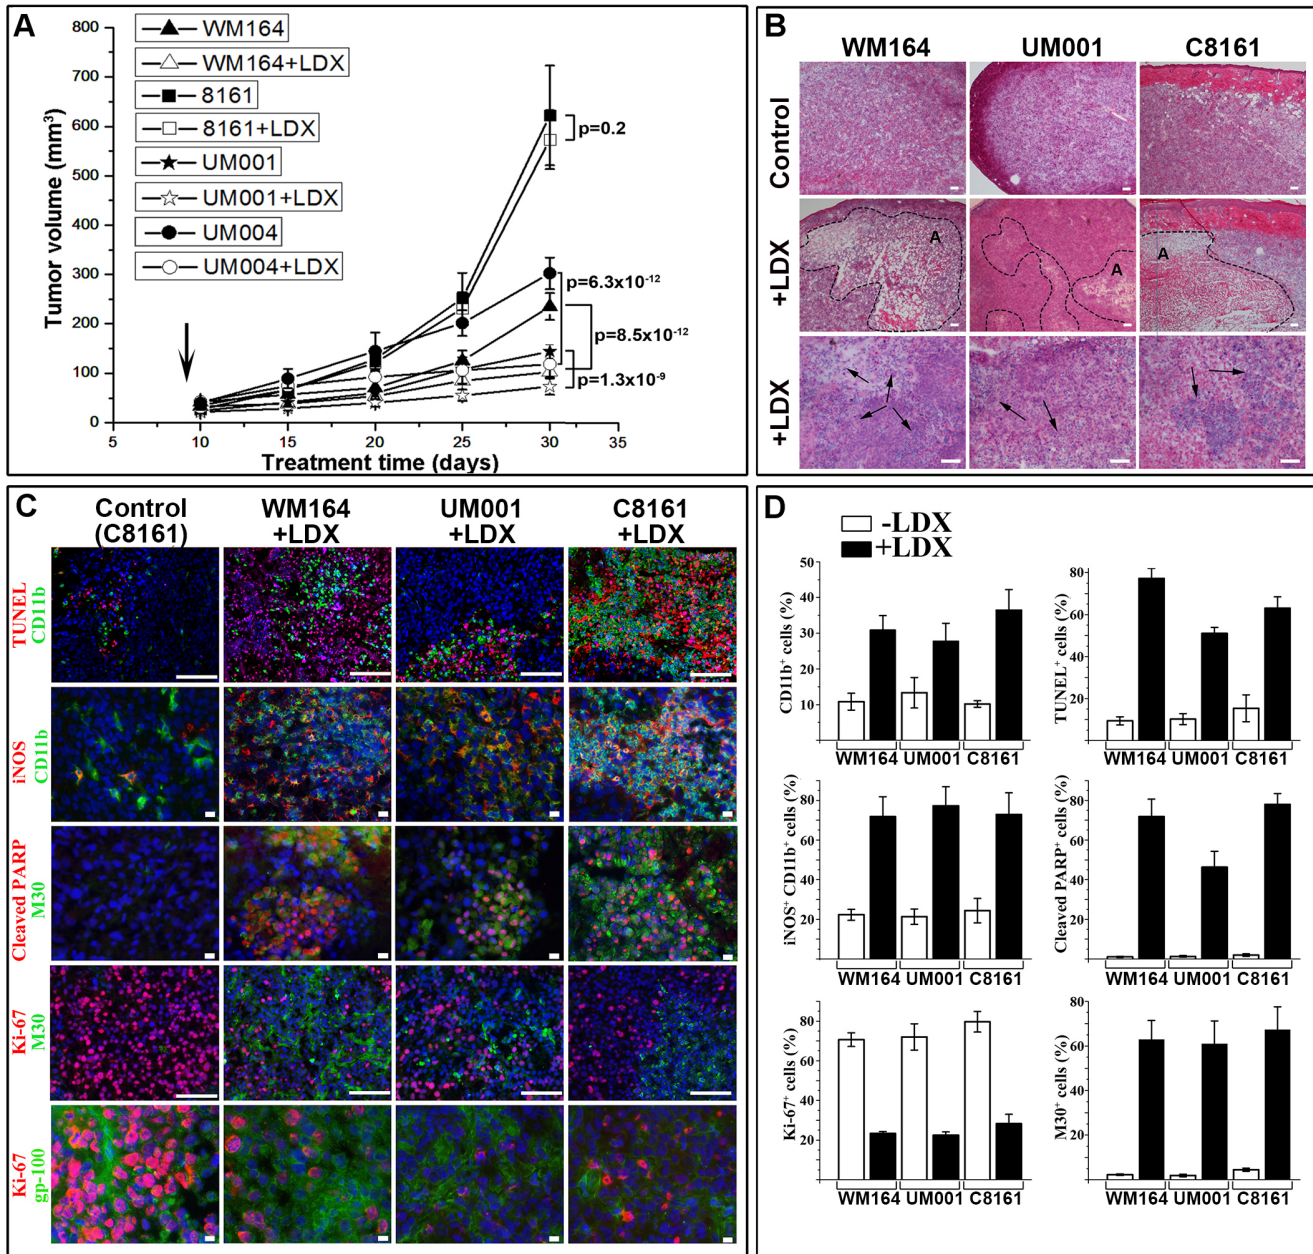 A
800
700
600
500
400
300
200
100
0
Tumor volume (mm³)
WM164
WM164+LDX
8161
8161+LDX
UM001
UM001+LDX
UM004
UM004+LDX
p=0.2
p=6.3x10⁻¹²
p=8.5x10⁻¹²
p=1.3x10⁻⁹
5 10 15 20 25 30 35
Treatment time (days)
B
WM164 UM001 C8161
Control
+LDX
A A A
+LDX
C
Control
(C8161)
WM164
+LDX
UM001
+LDX
C8161
+LDX
TUNEL
CD11b
iNOS
CD11b
Cleaved PARP
M30
Ki-67
M30
Ki-67
gp-100
D
-LDX
+LDX
CD11b⁺ cells (%)
50
40
30
20
10
WM164 UM001 C8161
TUNEL⁺ cells (%)
80
60
40
20
WM164 UM001 C8161
iNOS⁺ CD11b⁺ cells (%)
80
60
40
20
WM164 UM001 C8161
Cleaved PARP⁺ cells (%)
80
60
40
20
WM164 UM001 C8161
Ki-67⁺ cells (%)
80
60
40
20
WM164 UM001 C8161
M30⁺ cells (%)
80
60
40
20
WM164 UM001 C8161